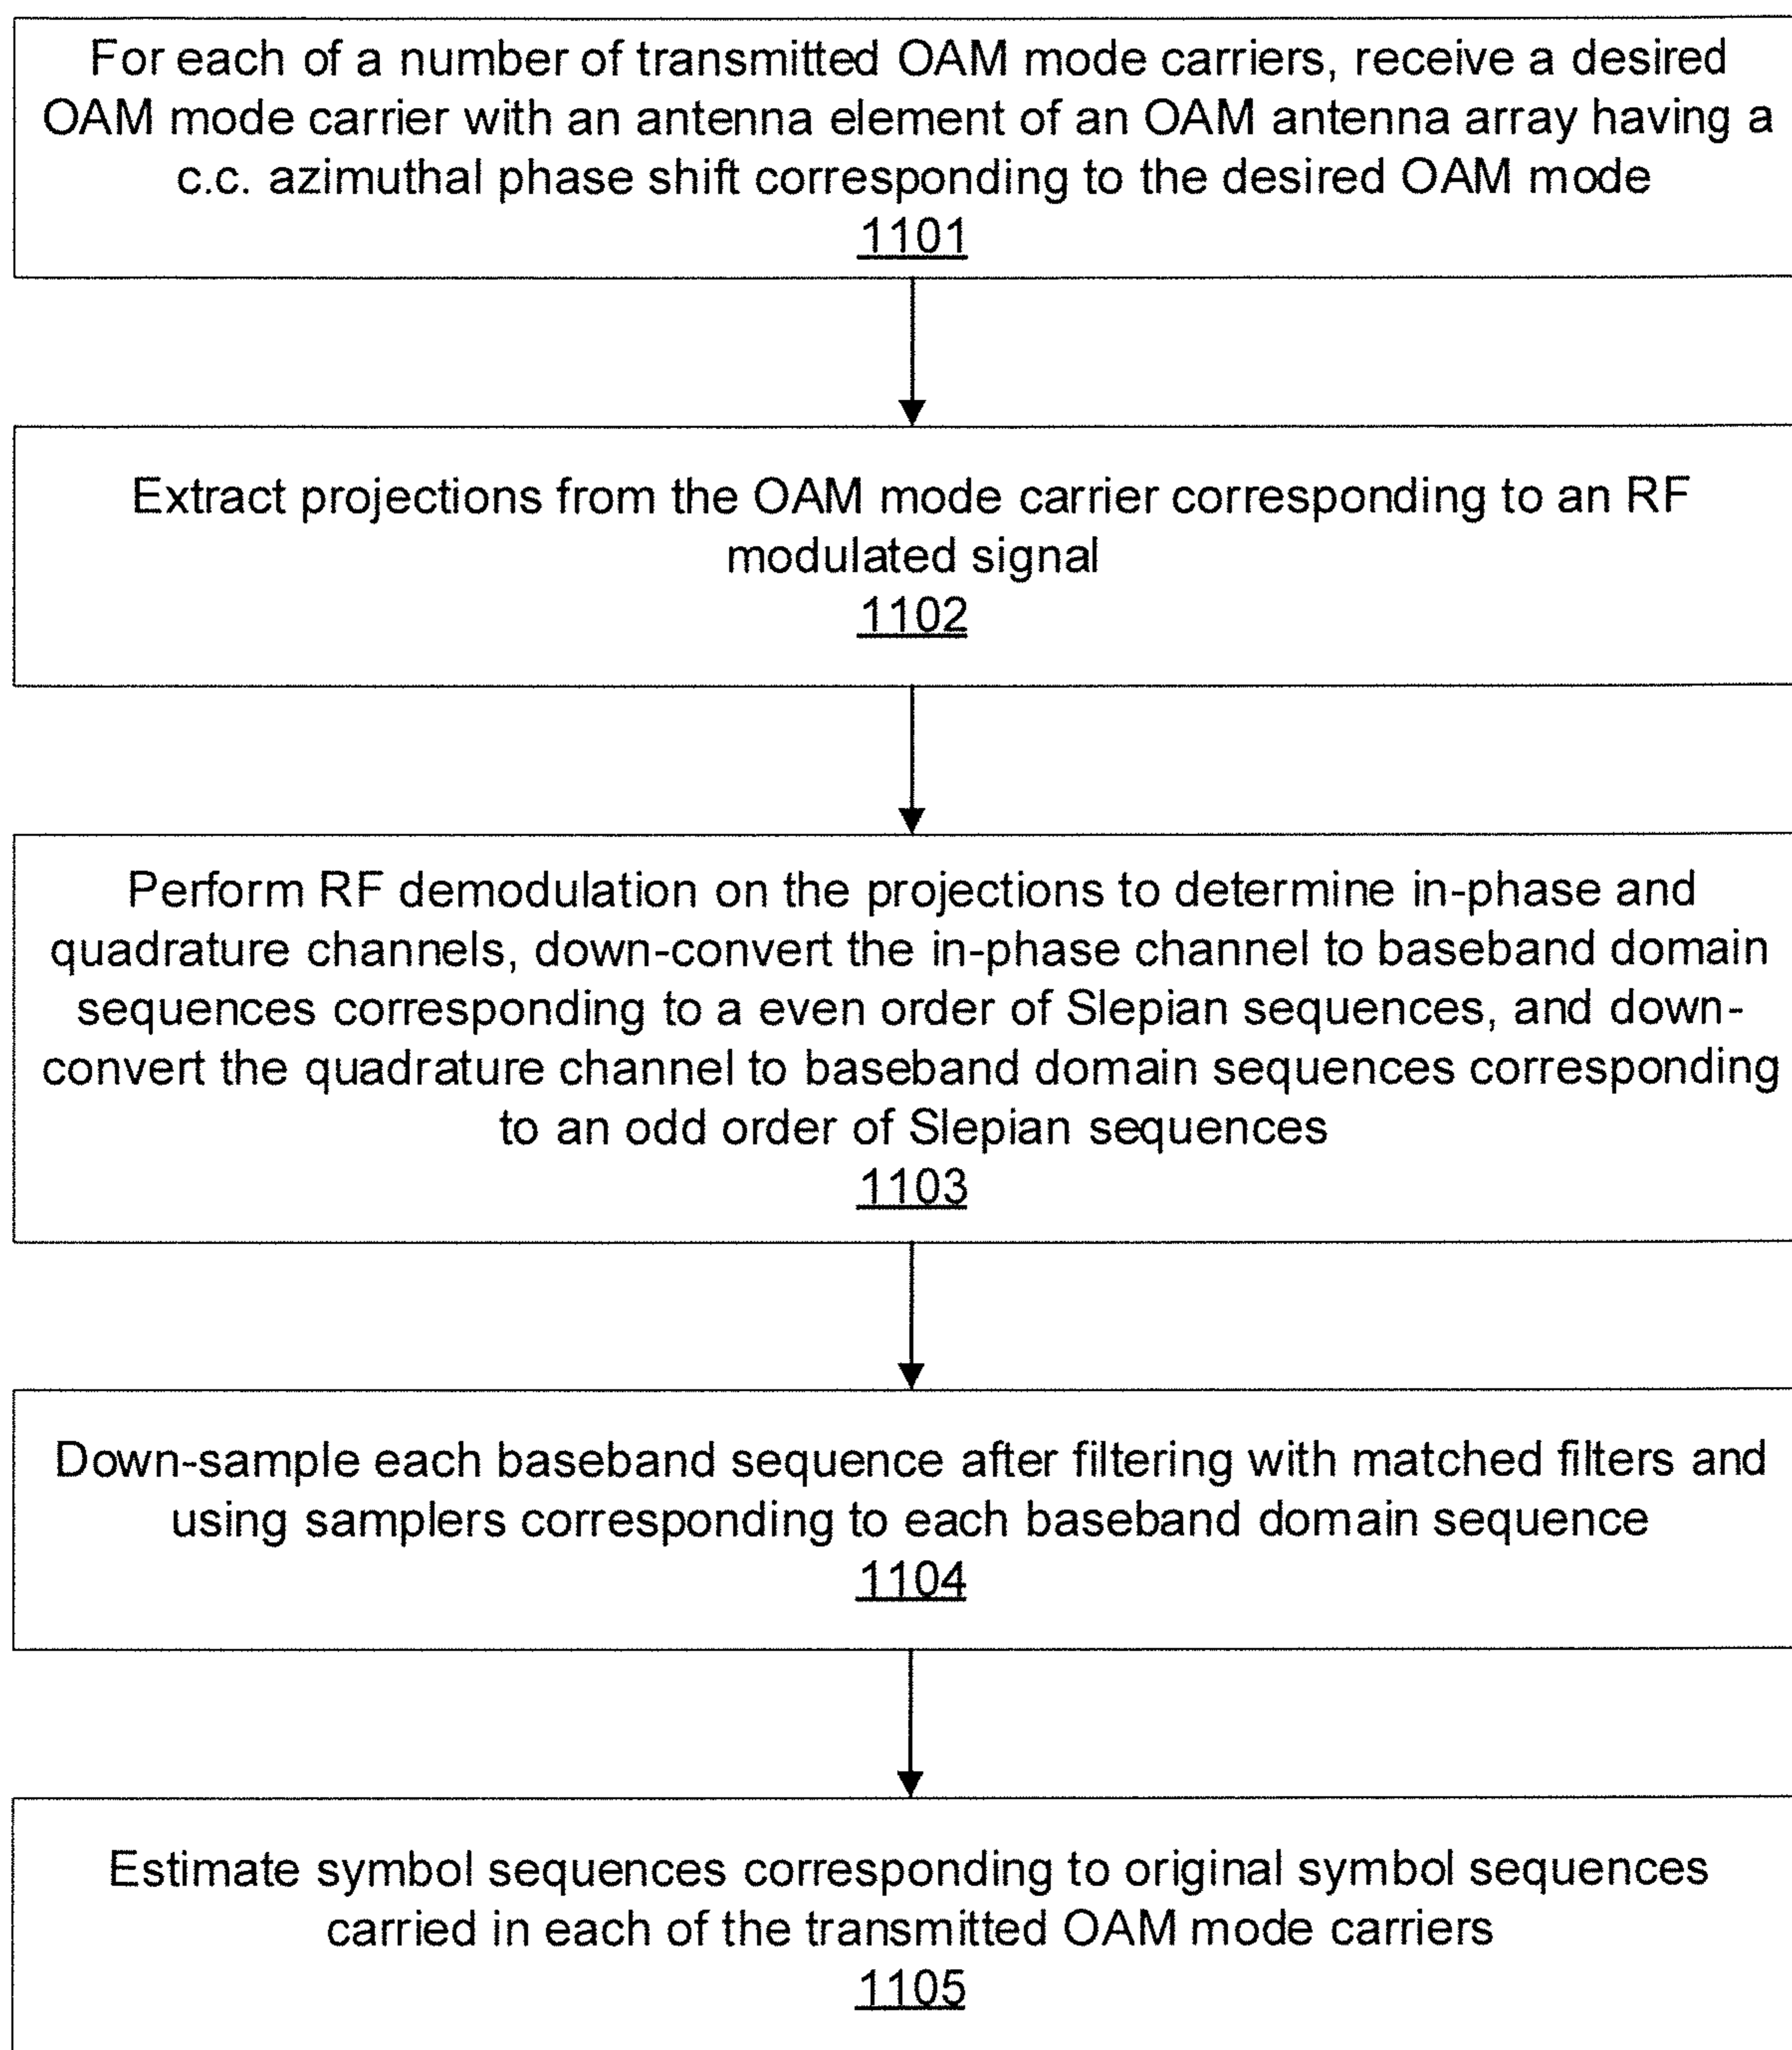 For each of a number of transmitted OAM mode carriers, receive a desired
OAM mode carrier with an antenna element of an OAM antenna array having a
c.c. azimuthal phase shift corresponding to the desired OAM mode
1101
Extract projections from the OAM mode carrier corresponding to an RF
modulated signal
1102
Perform RF demodulation on the projections to determine in-phase and
quadrature channels, down-convert the in-phase channel to baseband domain
sequences corresponding to a even order of Slepian sequences, and down-
convert the quadrature channel to baseband domain sequences corresponding
to an odd order of Slepian sequences
1103
Down-sample each baseband sequence after filtering with matched filters and
using samplers corresponding to each baseband domain sequence
1104
Estimate symbol sequences corresponding to original symbol sequences
carried in each of the transmitted OAM mode carriers
1105